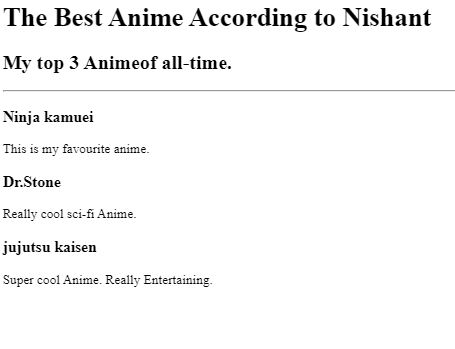 The Best Anime According to Nishant
My top 3 Animeof all-time.
Ninja kamuei
This is my favourite anime.
Dr.Stone
Really cool sci-fi Anime.
jujutsu kaisen
Super cool Anime. Really Entertaining.